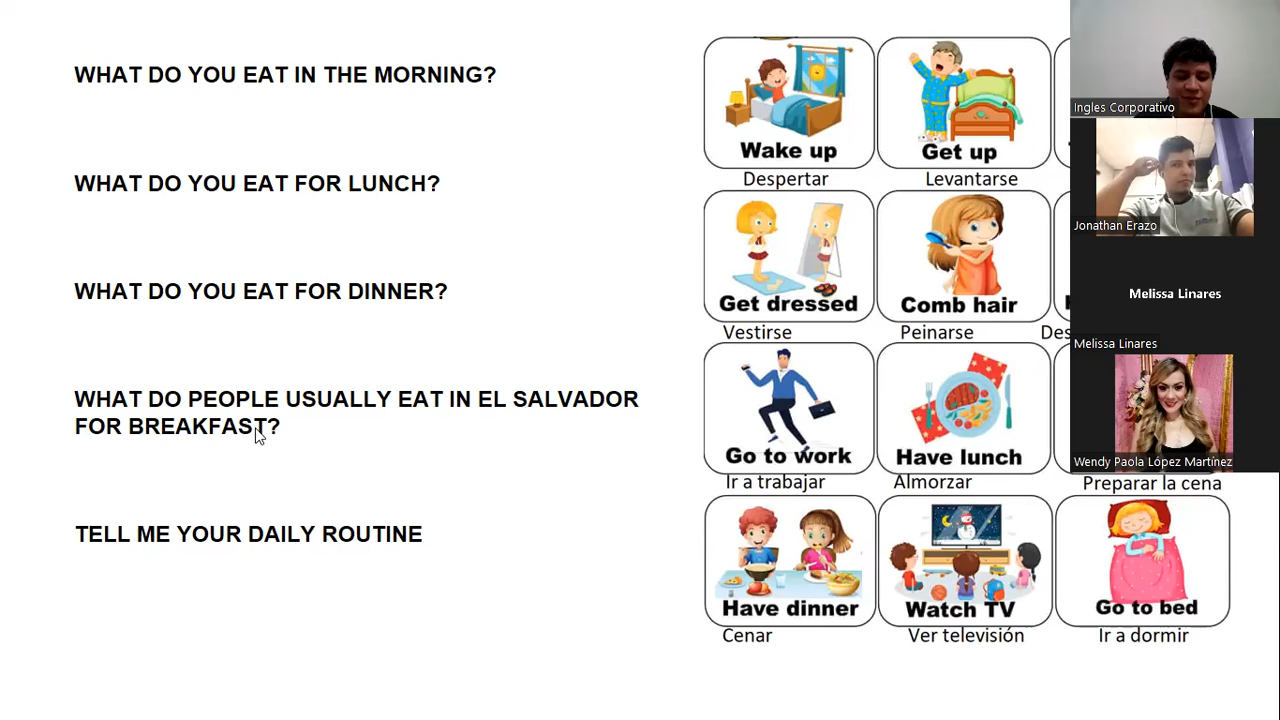 WHAT DO YOU EAT IN THE MORNING?
WHAT DO YOU EAT FOR LUNCH?
WHAT DO YOU EAT FOR DINNER?
WHAT DO PEOPLE USUALLY EAT IN EL SALVADOR
FOR BREAKFAST?
TELL ME YOUR DAILY ROUTINE
Wake up
Get up
Despertar
Levantarse
Get dressed
Comb hair
Vestirse
Peinarse
Des
Go to work
Have lunch
Ir a trabajar
Almorzar
Preparar la cena
Have dinner
Watch TV
Go to bed
Cenar
Ver televisión
Ir a dormir
Ingles Corporativo
Jonathan Erazo
Melissa Linares
Melissa Linares
Wendy Paola López Martínez